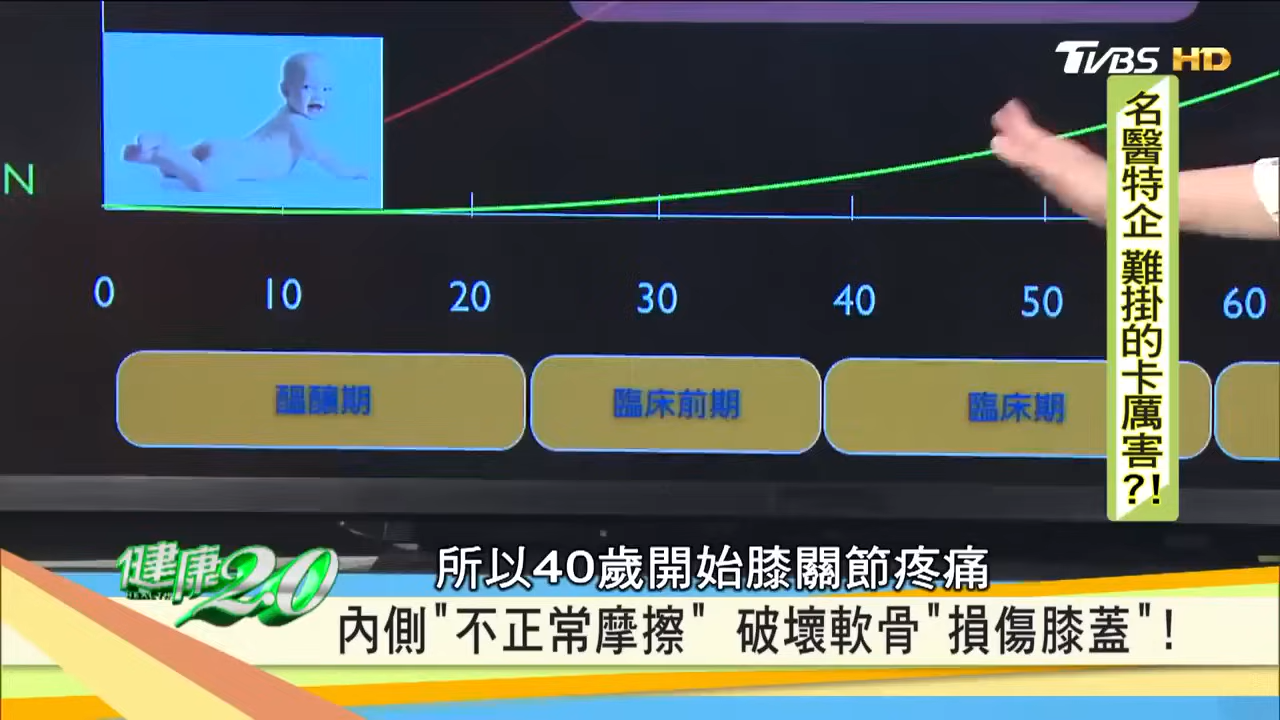 TVBS HD
名醫特企 難掛的卡厲害?!
N
0 10 20 30 40 50 60
醞釀期 臨床前期 臨床期
健康2.0
所以40歲開始膝關節疼痛
內側"不正常摩擦" 破壞軟骨"損傷膝蓋"!